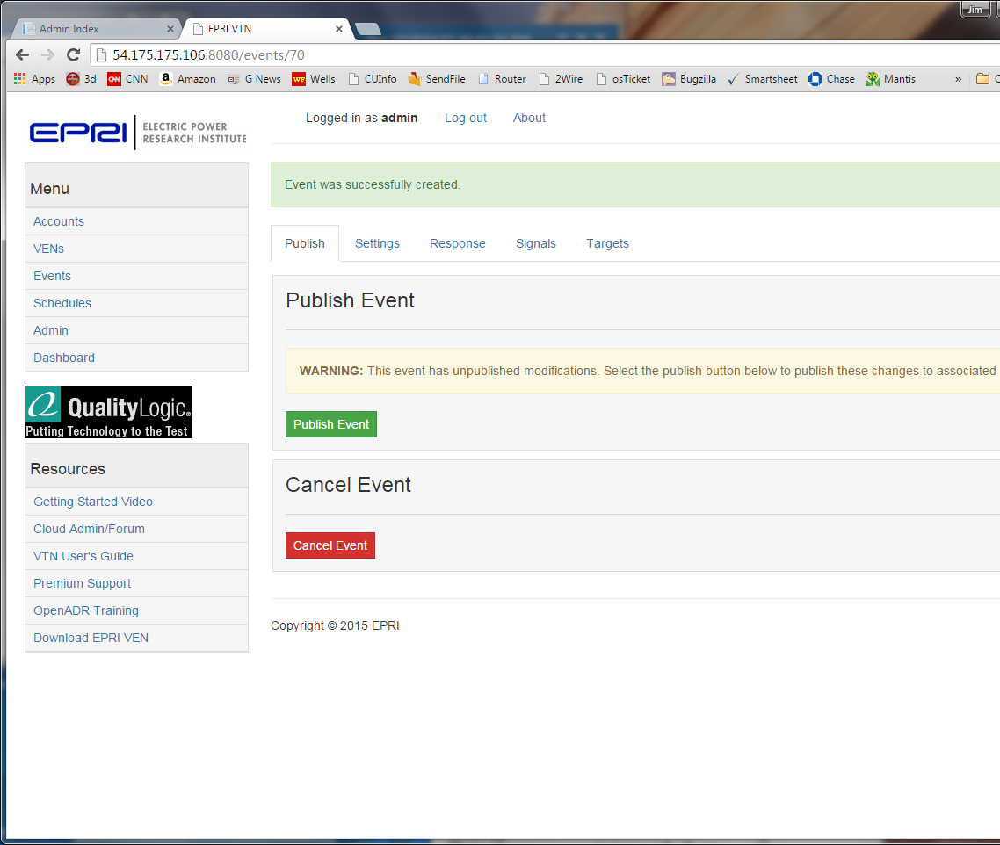 Jim
Admin Index
EPRI VTN
54.175.175.106:8080/events/70
Apps 3d CNN CNN a Amazon G News WF Wells CUInfo SendFile Router 2Wire osTicket Bugzilla Smartsheet Chase Mantis » C
EPRI ELECTRIC POWER
RESEARCH INSTITUTE
Logged in as admin Log out About
Menu
Accounts
VENs
Events
Schedules
Admin
Dashboard
QualityLogic®
Putting Technology to the Test
Resources
Getting Started Video
Cloud Admin/Forum
VTN User's Guide
Premium Support
OpenADR Training
Download EPRI VEN
Event was successfully created.
Publish Settings Response Signals Targets
Publish Event
WARNING: This event has unpublished modifications. Select the publish button below to publish these changes to associated
Publish Event
Cancel Event
Cancel Event
Copyright © 2015 EPRI